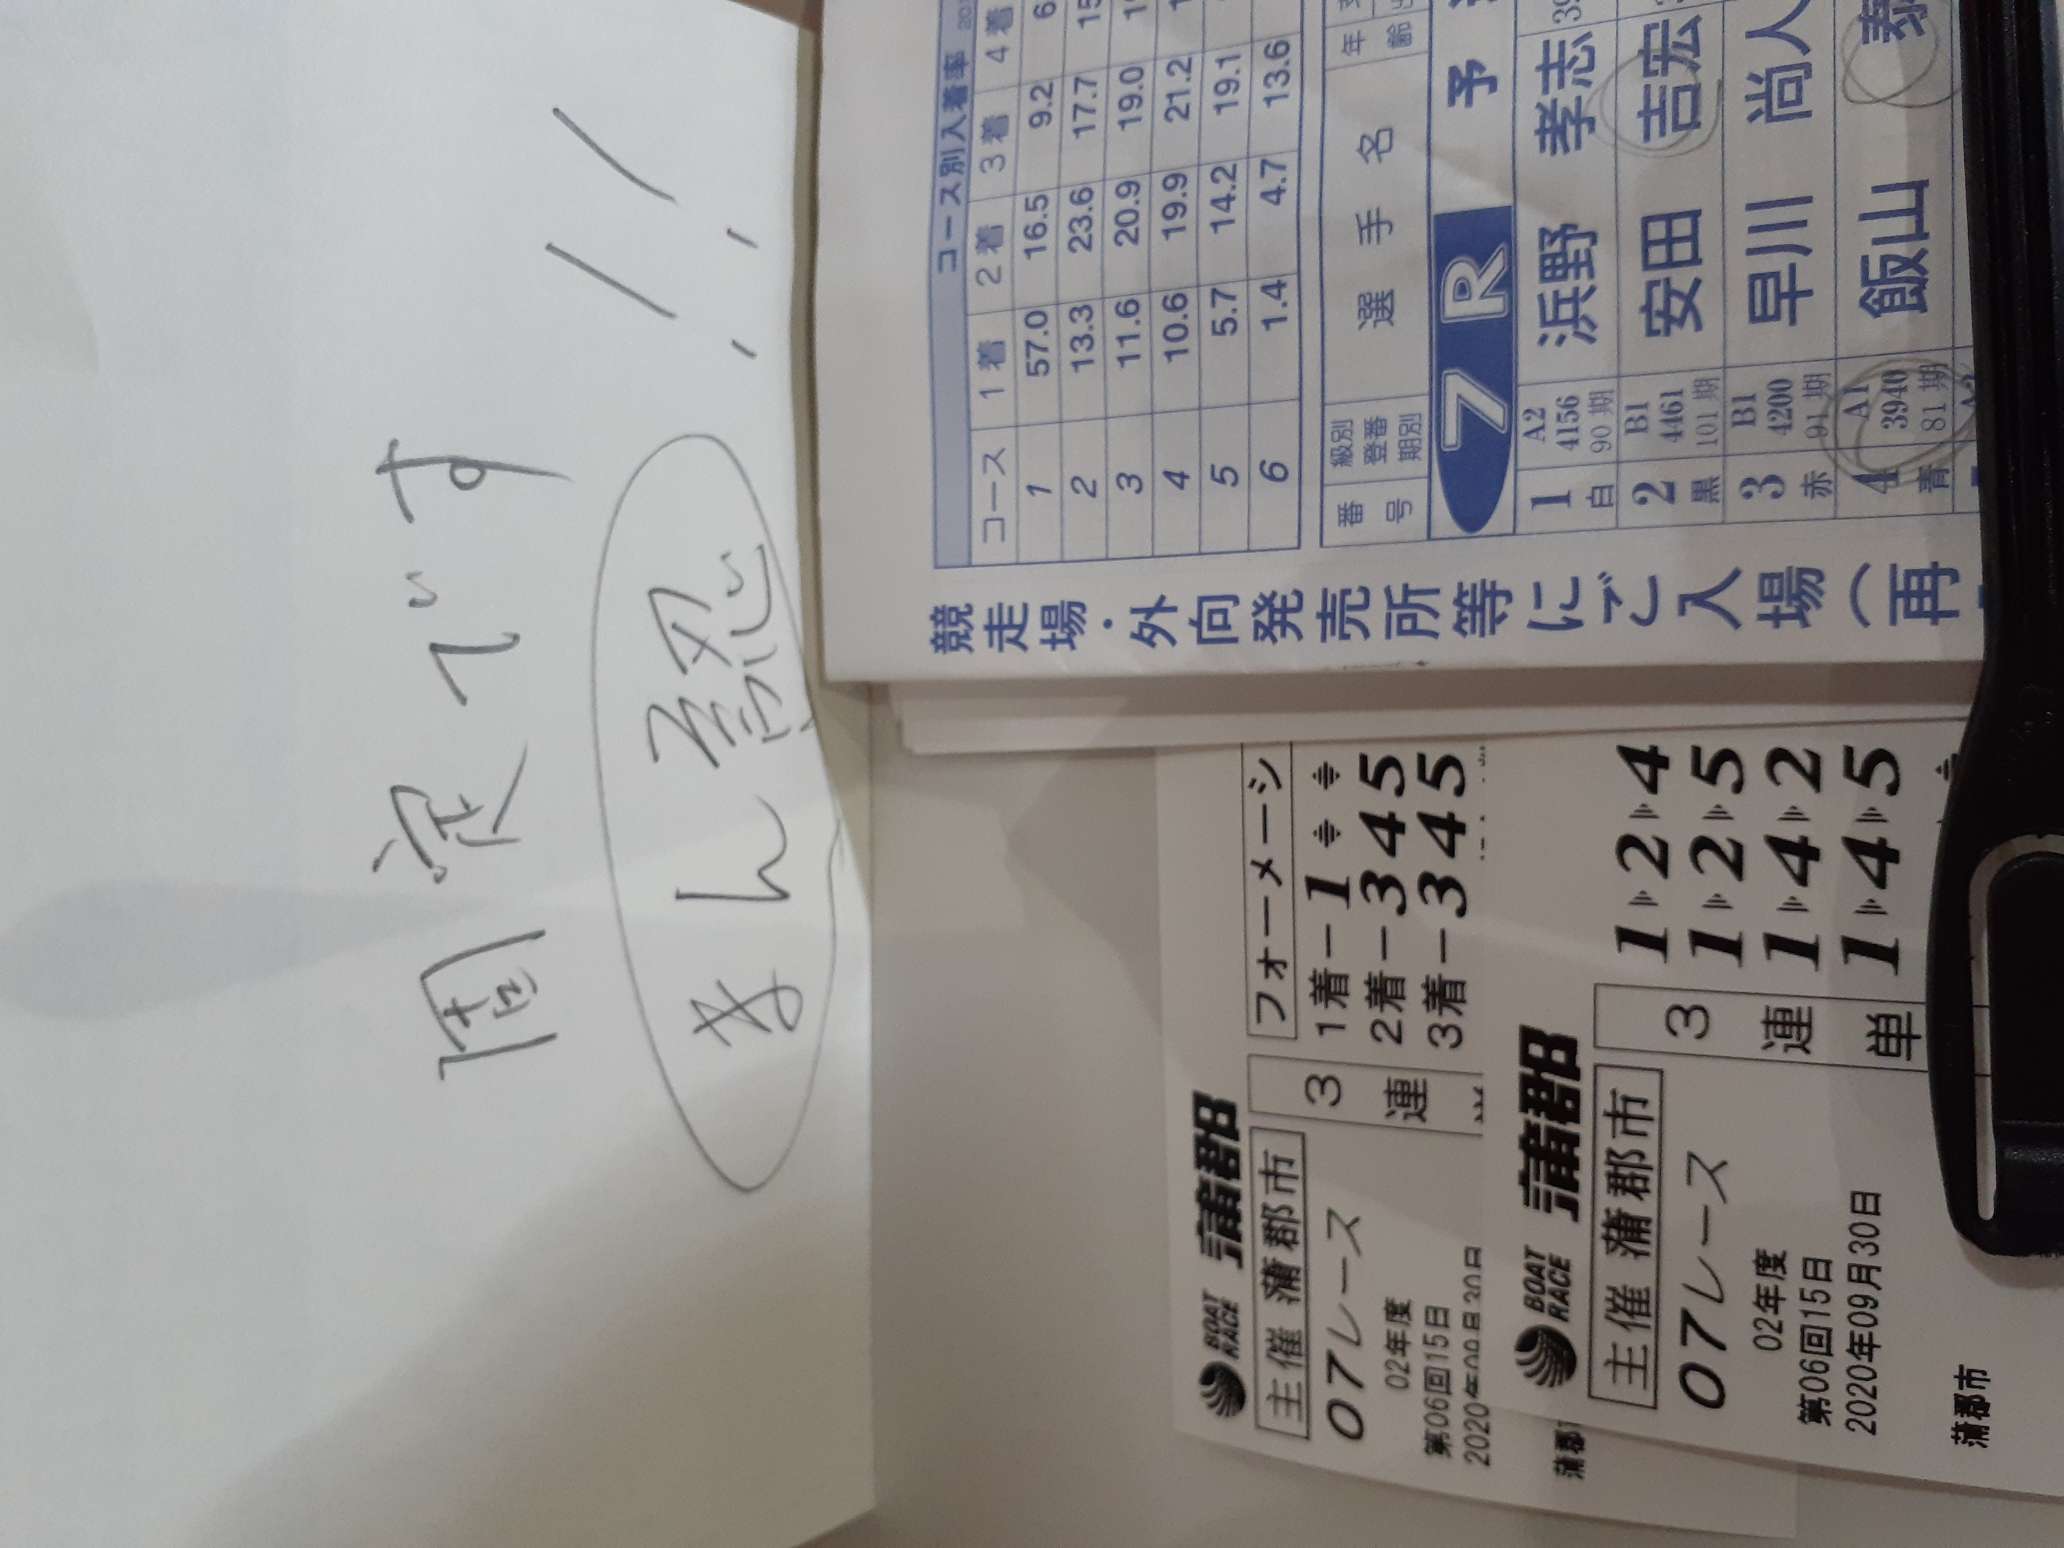 固定です!!
まん怒
コース別入着率
コース 1着 2着 3着 4着
1 57.0 16.5 9.2
2 13.3 23.6 17.7
3 11.6 20.9 19.0
4 10.6 19.9 21.2
5 5.7 14.2 19.1
6 1.4 4.7 13.6
番号 級別 登番 期別 選手名 年齢
7R 予
1 白 A2 4156 90期 浜野 孝志
2 黒 B1 4461 101期 安田 吉宏
3 赤 B1 4200 91期 早川 尚人
4 青 A1 3940 81期 飯山 泰
競走場・外向発売所等にご入場(再
BOAT RACE 蒲郡
主催 蒲郡市
07レース
02年度
第06回15日
3連
フォーメーシ
1着-1
2着-345
3着-345
BOAT RACE 蒲郡
主催 蒲郡市
07レース
02年度
第06回15日
2020年09月30日
蒲郡市
3連単
1▶2▶4
1▶2▶5
1▶4▶2
1▶4▶5